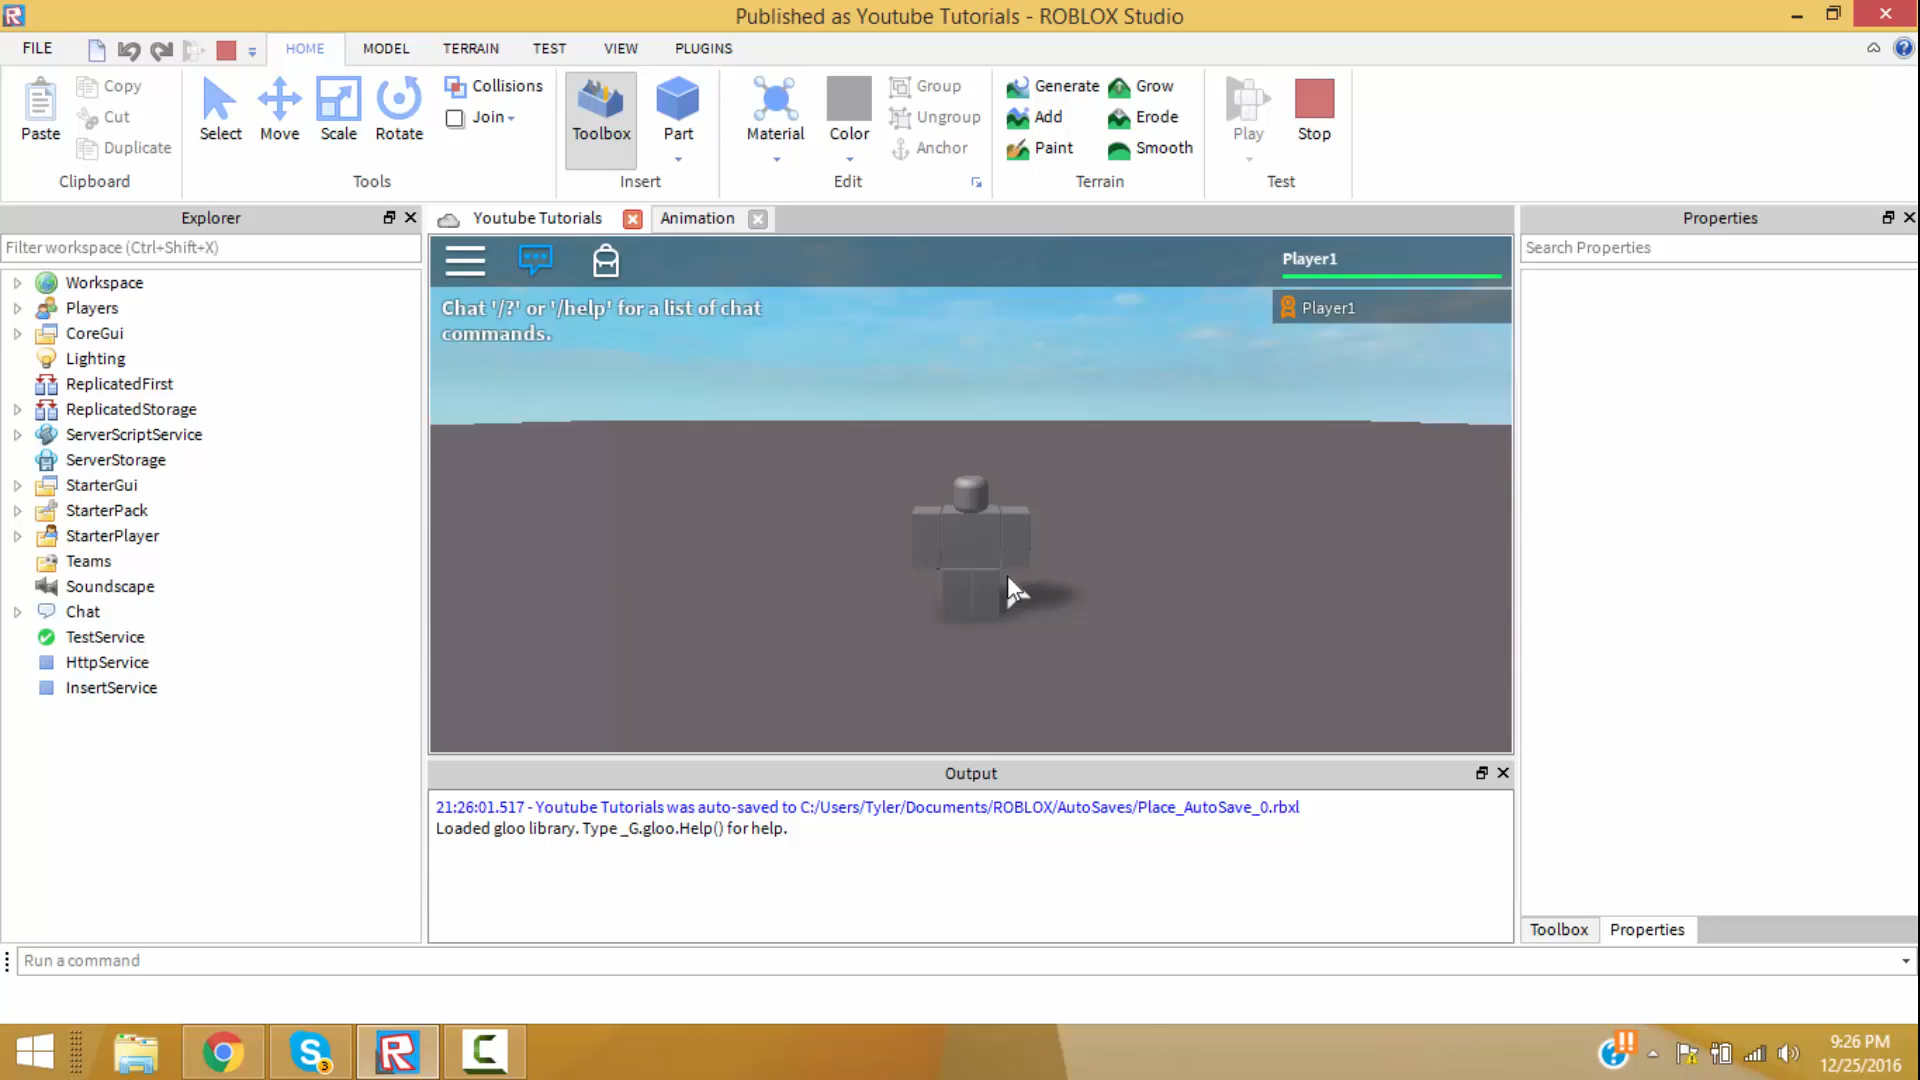 Published as Youtube Tutorials - ROBLOX Studio
FILE HOME MODEL TERRAIN TEST VIEW PLUGINS
Paste Copy Cut Duplicate
Clipboard
Select Move Scale Rotate Collisions Join
Tools
Toolbox Part
Insert
Material Color Group Ungroup Anchor
Edit
Generate Grow
Add Erode
Paint Smooth
Terrain
Play Stop
Test
Explorer
Filter workspace (Ctrl+Shift+X)
Workspace
Players
CoreGui
Lighting
ReplicatedFirst
ReplicatedStorage
ServerScriptService
ServerStorage
StarterGui
StarterPack
StarterPlayer
Teams
Soundscape
Chat
TestService
HttpService
InsertService
Youtube Tutorials Animation
Chat '/?' or '/help' for a list of chat
commands.
Player1
Player1
Output
21:26:01.517 - Youtube Tutorials was auto-saved to C:/Users/Tyler/Documents/ROBLOX/AutoSaves/Place_AutoSave_0.rbxl
Loaded gloo library. Type _G.gloo.Help() for help.
Properties
Search Properties
Toolbox Properties
Run a command
3
9:26 PM
12/25/2016